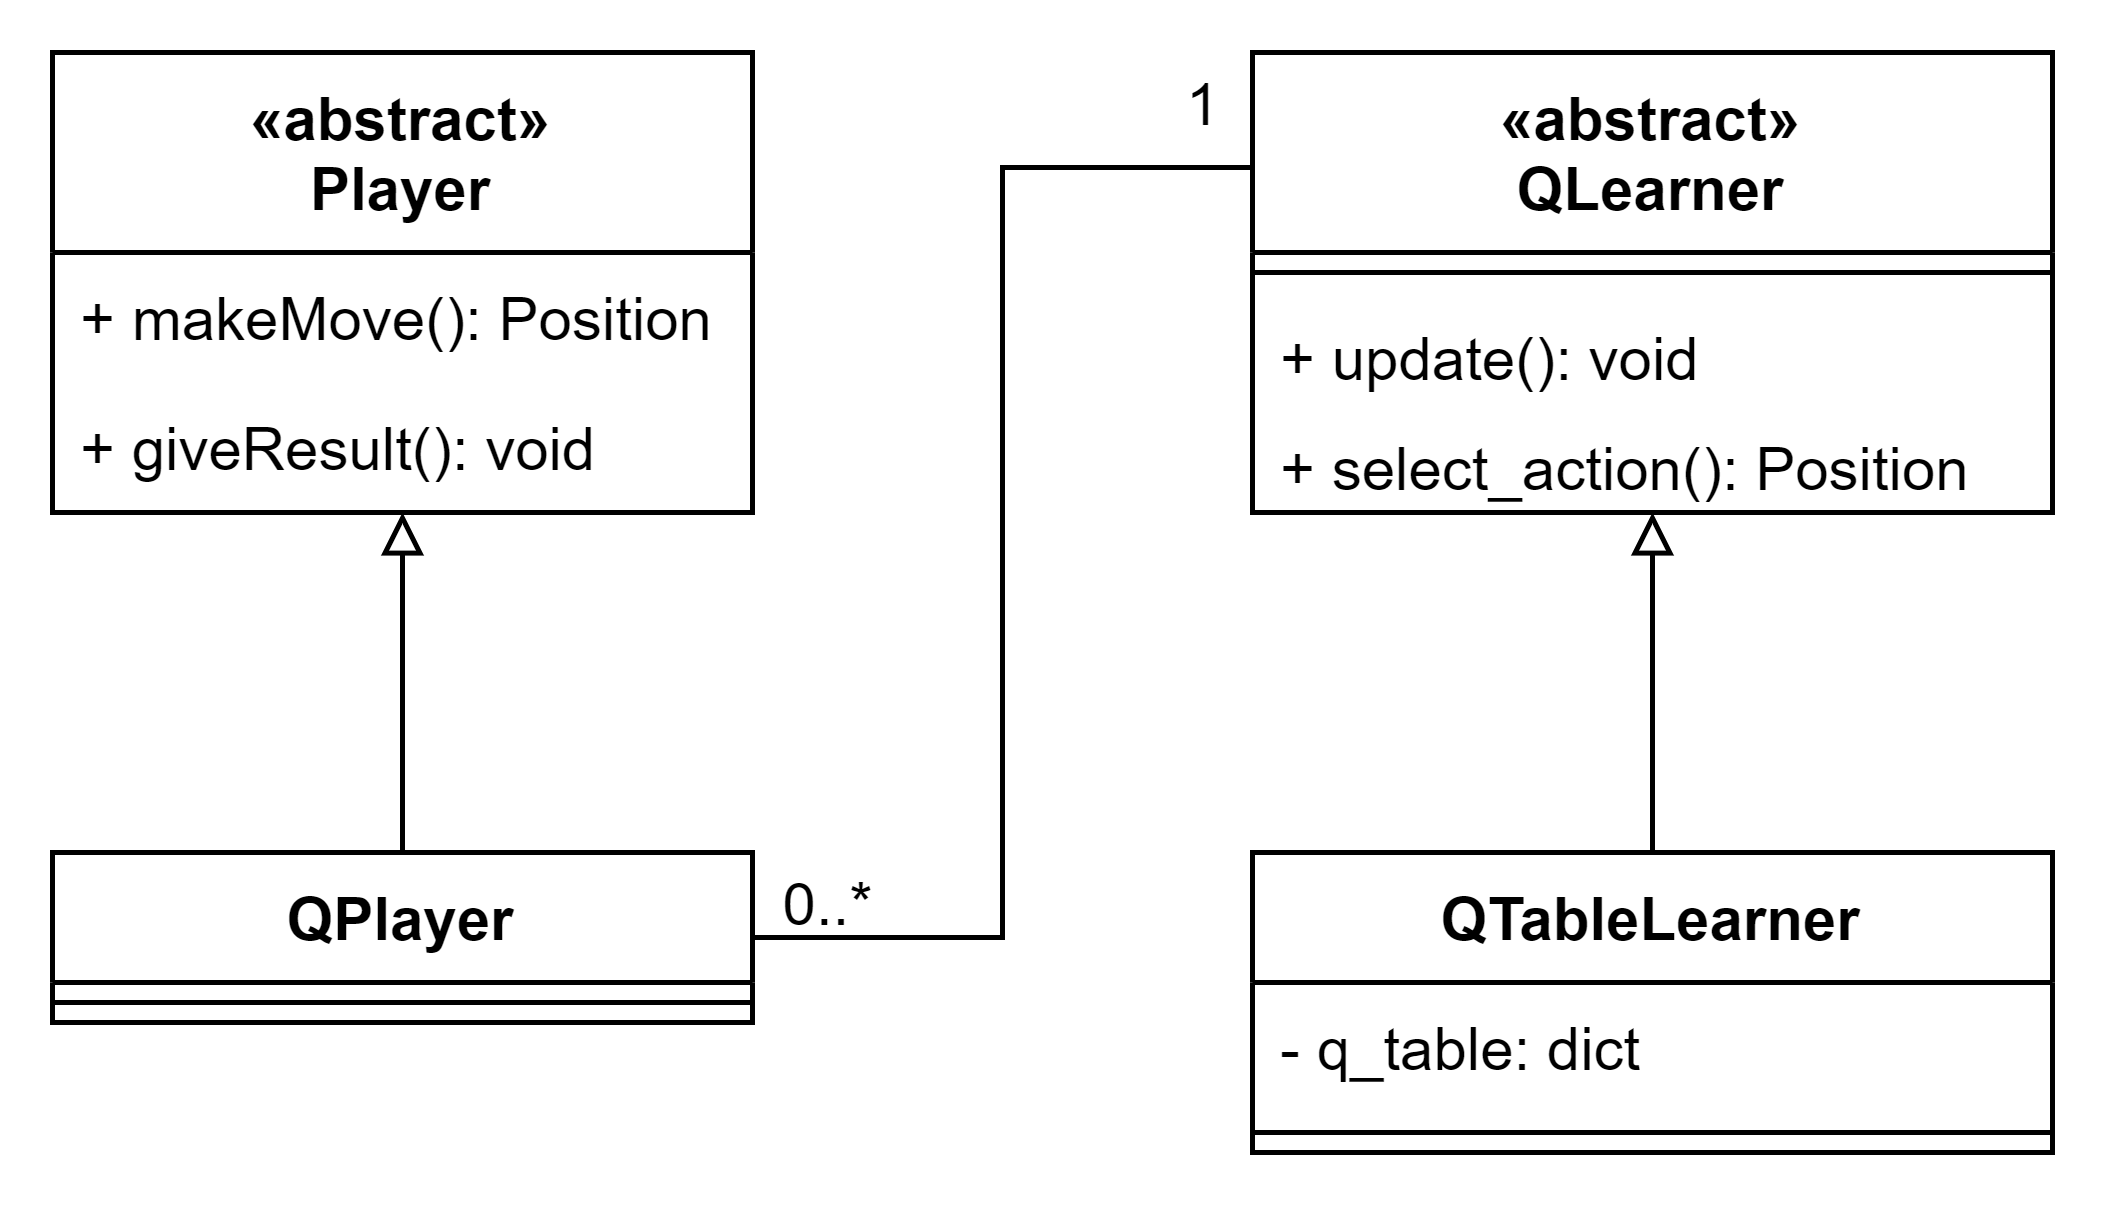 «abstract»
Player
+ makeMove(): Position
+ giveResult(): void
1
«abstract»
QLearner
+ update(): void
+ select_action(): Position
QPlayer
0..*
QTableLearner
- q_table: dict